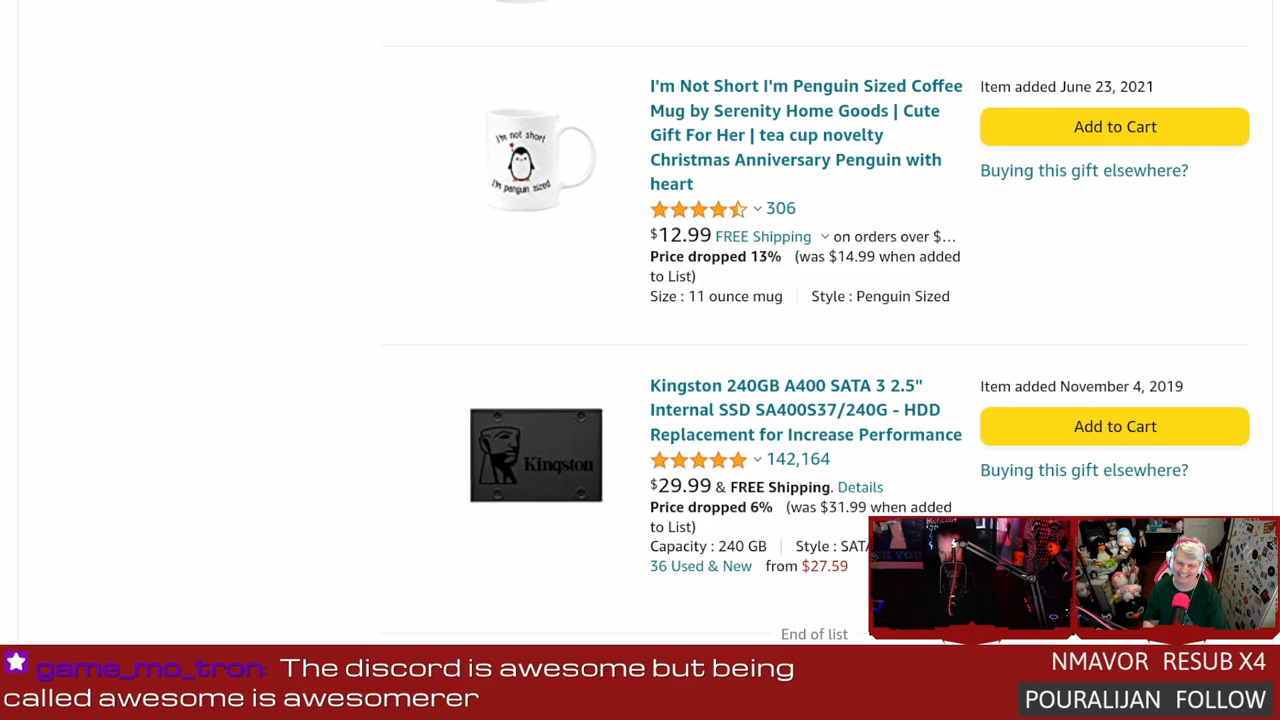 I'm Not Short I'm Penguin Sized Coffee
Mug by Serenity Home Goods | Cute
Gift For Her | tea cup novelty
Christmas Anniversary Penguin with
heart
306
$12.99 FREE Shipping on orders over $…
Price dropped 13% (was $14.99 when added
to List)
Size : 11 ounce mug Style : Penguin Sized
Item added June 23, 2021
Add to Cart
Buying this gift elsewhere?
I'm not short
I'm penguin sized
Kingston 240GB A400 SATA 3 2.5"
Internal SSD SA400S37/240G - HDD
Replacement for Increase Performance
142,164
$29.99 & FREE Shipping. Details
Price dropped 6% (was $31.99 when added
to List)
Capacity : 240 GB Style : SATA
36 Used & New from $27.59
Item added November 4, 2019
Add to Cart
Buying this gift elsewhere?
Kingston
End of list
game_mo_tron: The discord is awesome but being
called awesome is awesomerer
NMAVOR RESUB X4
POURALIJAN FOLLOW